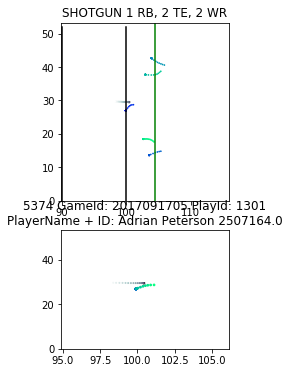 SHOTGUN 1 RB, 2 TE, 2 WR
50
40
30
20
10
0
90 100 110
5374 GameId: 2017091705 PlayId: 1301
PlayerName + ID: Adrian Peterson 2507164.0
40
20
0
95.0 97.5 100.0 102.5 105.0